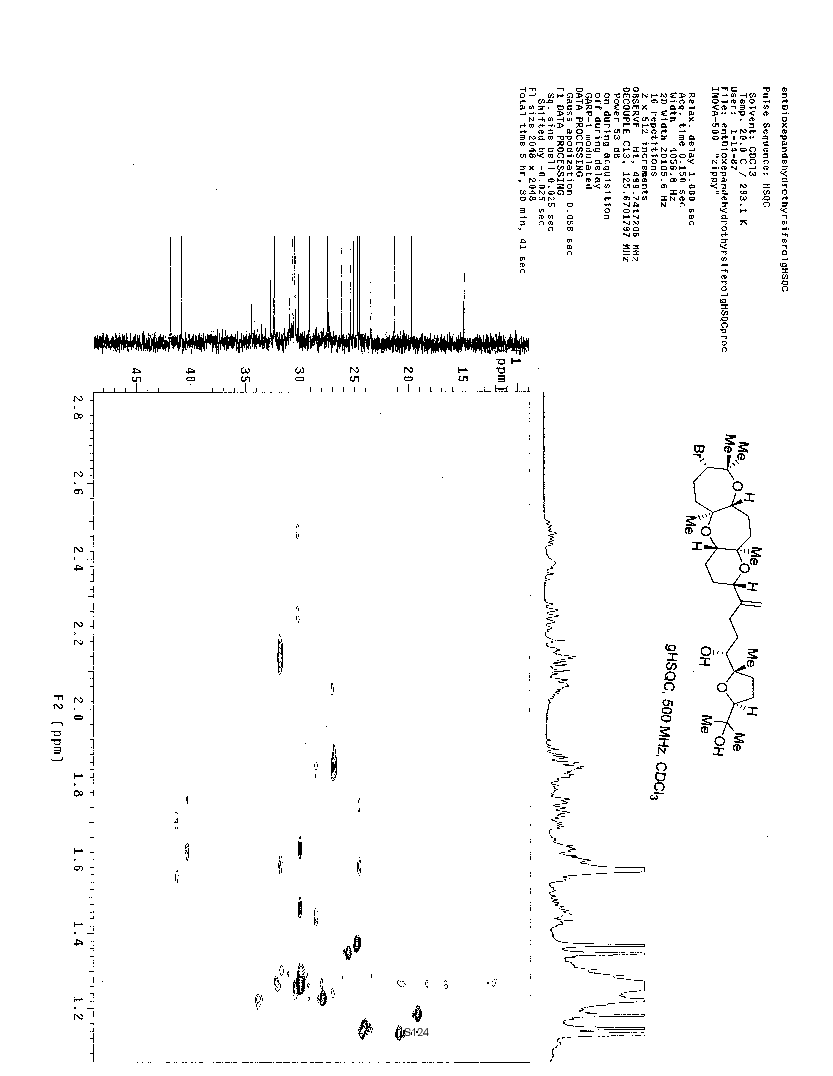 entDioxepandehydrothyrsiferolgHSQC
Pulse Sequence: HSQC
Solvent: CDCl3
Temp. 20.0 C / 293.1 K
User: 1-14-87
File: entDioxepandehydrothyrsiferolgHSQCproc
INOVA-500 "zippy"
Relax. delay 1.000 sec
Acq. time 0.150 sec
Width 4056.8 Hz
2D Width 20105.6 Hz
16 repetitions
2 x 512 increments
OBSERVE H1, 499.7417206 MHz
DECOUPLE C13, 125.6701797 MHz
Power 53 dB
on during acquisition
off during delay
GARP-1 modulated
DATA PROCESSING
Gauss apodization 0.058 sec
F1 DATA PROCESSING
Sq. sine bell 0.025 sec
Shifted by -0.025 sec
FT size 2048 x 2048
Total time 5 hr, 30 min, 41 sec
Me
Me
Br
O
H
Me
O
H
Me
O
H
OH
Me
O
H
Me
Me
OH
gHSQC, 500 MHz, CDCl3
45 40 35 30 25 20 15 ppm
2.8 2.6 2.4 2.2 2.0 1.8 1.6 1.4 1.2
F2 [ppm]
S124